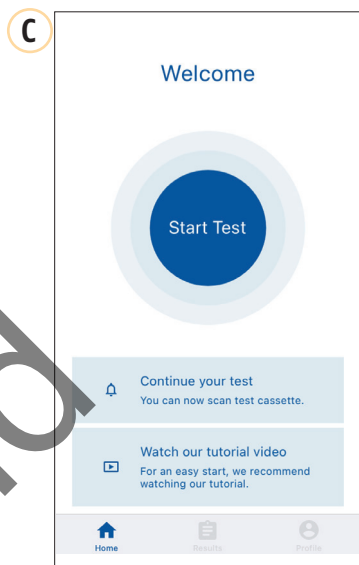 C
Welcome
Start Test
Continue your test
You can now scan test cassette.
Watch our tutorial video
For an easy start, we recommend
watching our tutorial.
Home Results Profile